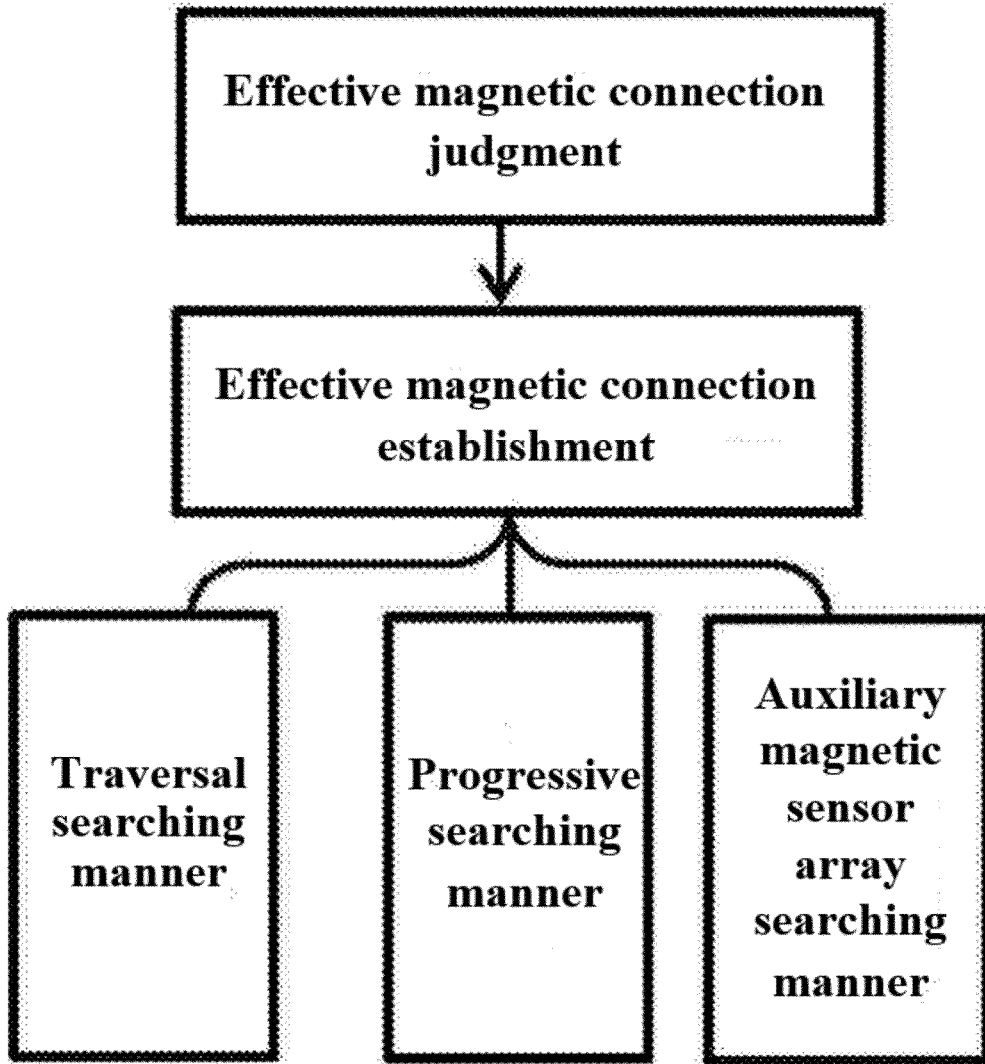 Effective magnetic connection
judgment
Effective magnetic connection
establishment
Traversal
searching
manner
Progressive
searching
manner
Auxiliary
magnetic
sensor
array
searching
manner